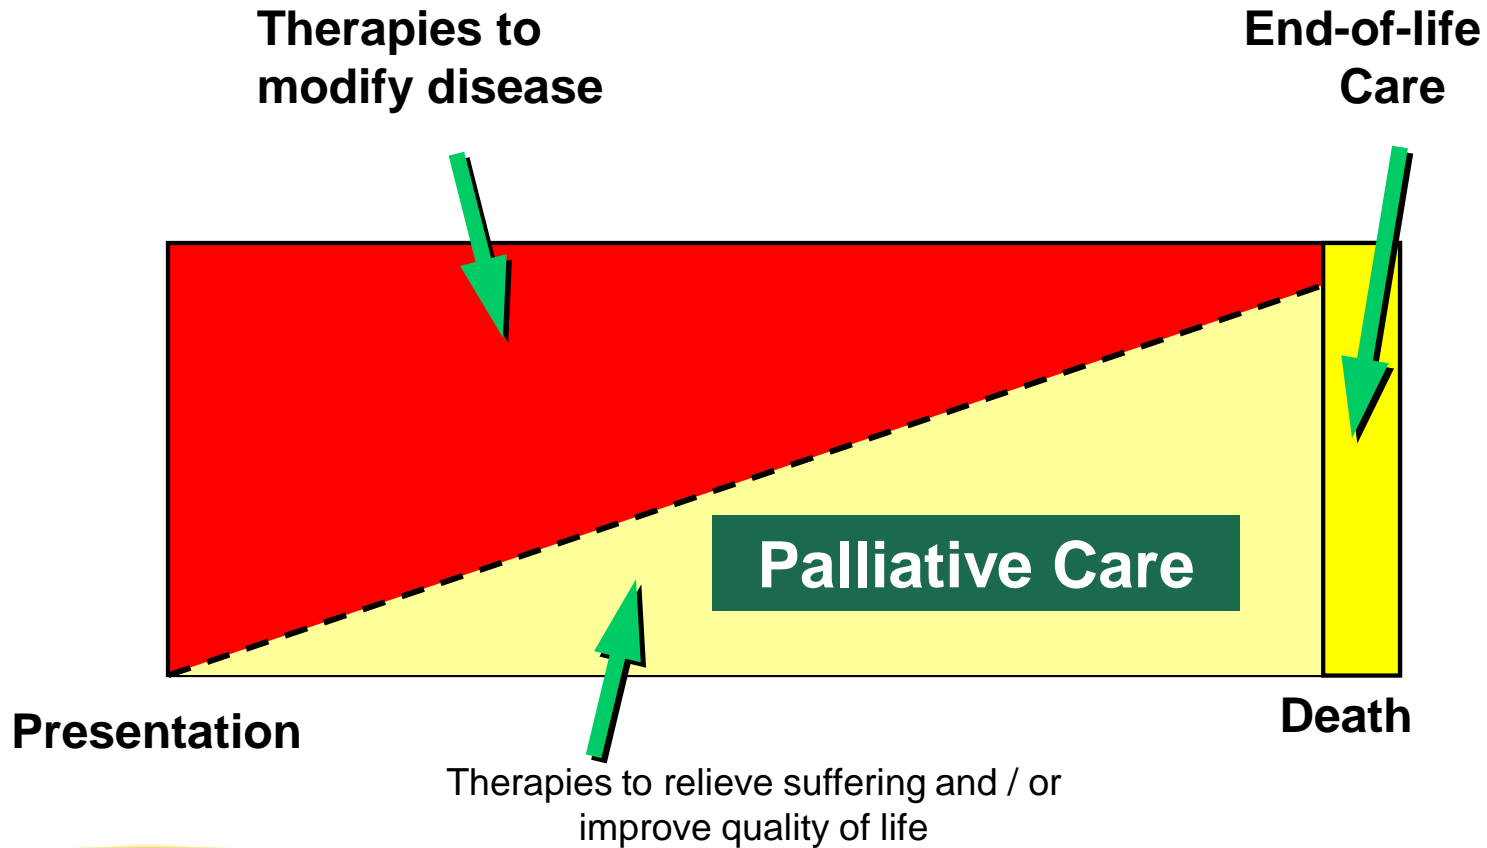 Therapies to
modify disease
End-of-life
Care
Palliative Care
Presentation
Death
Therapies to relieve suffering and / or
improve quality of life